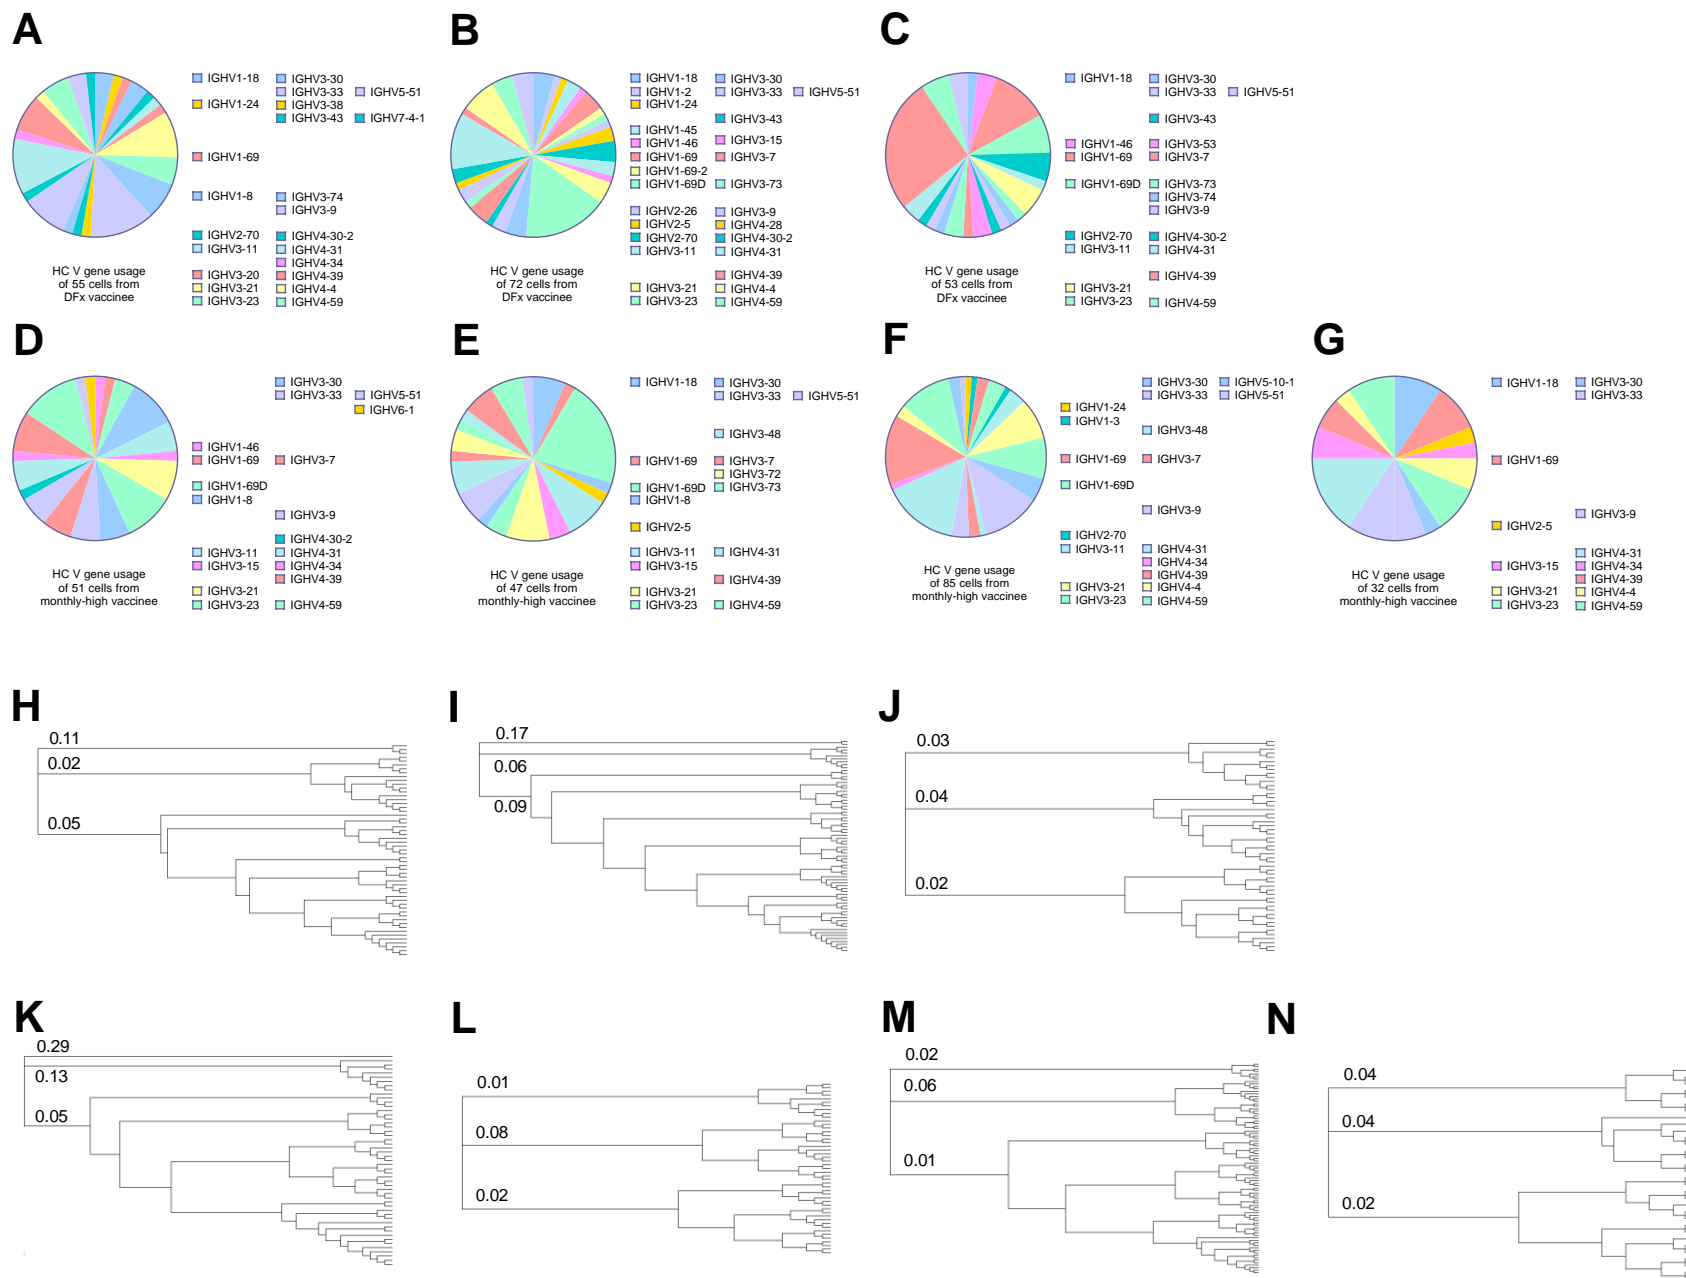 A
IGHV1-18
IGHV1-24
IGHV1-69
IGHV1-8
IGHV2-70
IGHV3-11
IGHV3-20
IGHV3-21
IGHV3-23
IGHV3-30
IGHV3-33
IGHV3-38
IGHV3-43
IGHV3-74
IGHV3-9
IGHV4-30-2
IGHV4-31
IGHV4-34
IGHV4-39
IGHV4-4
IGHV4-59
IGHV5-51
IGHV7-4-1
HC V gene usage
of 55 cells from
DFx vaccinee
B
IGHV1-18
IGHV1-2
IGHV1-24
IGHV1-45
IGHV1-46
IGHV1-69
IGHV1-69-2
IGHV1-69D
IGHV2-26
IGHV2-5
IGHV2-70
IGHV3-11
IGHV3-21
IGHV3-23
IGHV3-30
IGHV3-33
IGHV3-43
IGHV3-15
IGHV3-7
IGHV3-73
IGHV3-9
IGHV4-28
IGHV4-30-2
IGHV4-31
IGHV4-39
IGHV4-4
IGHV4-59
IGHV5-51
HC V gene usage
of 72 cells from
DFx vaccinee
C
IGHV1-18
IGHV1-46
IGHV1-69
IGHV1-69D
IGHV2-70
IGHV3-11
IGHV3-21
IGHV3-23
IGHV3-30
IGHV3-33
IGHV3-43
IGHV3-53
IGHV3-7
IGHV3-73
IGHV3-74
IGHV3-9
IGHV4-30-2
IGHV4-31
IGHV4-39
IGHV4-59
IGHV5-51
HC V gene usage
of 53 cells from
DFx vaccinee
D
IGHV1-46
IGHV1-69
IGHV1-69D
IGHV1-8
IGHV3-11
IGHV3-15
IGHV3-21
IGHV3-23
IGHV3-30
IGHV3-33
IGHV3-7
IGHV3-9
IGHV4-30-2
IGHV4-31
IGHV4-34
IGHV4-39
IGHV4-59
IGHV5-51
IGHV6-1
HC V gene usage
of 51 cells from
monthly-high vaccinee
E
IGHV1-18
IGHV1-69
IGHV1-69D
IGHV1-8
IGHV2-5
IGHV3-11
IGHV3-15
IGHV3-21
IGHV3-23
IGHV3-30
IGHV3-33
IGHV3-48
IGHV3-7
IGHV3-72
IGHV3-73
IGHV4-31
IGHV4-39
IGHV4-59
IGHV5-51
HC V gene usage
of 47 cells from
monthly-high vaccinee
F
IGHV1-24
IGHV1-3
IGHV1-69
IGHV1-69D
IGHV2-70
IGHV3-11
IGHV3-21
IGHV3-23
IGHV3-30
IGHV3-33
IGHV3-48
IGHV3-7
IGHV3-9
IGHV4-31
IGHV4-34
IGHV4-39
IGHV4-4
IGHV4-59
IGHV5-10-1
IGHV5-51
HC V gene usage
of 85 cells from
monthly-high vaccinee
G
IGHV1-18
IGHV1-69
IGHV2-5
IGHV3-15
IGHV3-21
IGHV3-23
IGHV3-30
IGHV3-33
IGHV3-9
IGHV4-31
IGHV4-34
IGHV4-39
IGHV4-4
IGHV4-59
HC V gene usage
of 32 cells from
monthly-high vaccinee
H
0.11
0.02
0.05
I
0.17
0.06
0.09
J
0.03
0.04
0.02
K
0.29
0.13
0.05
L
0.01
0.08
0.02
M
0.02
0.06
0.01
N
0.04
0.04
0.02